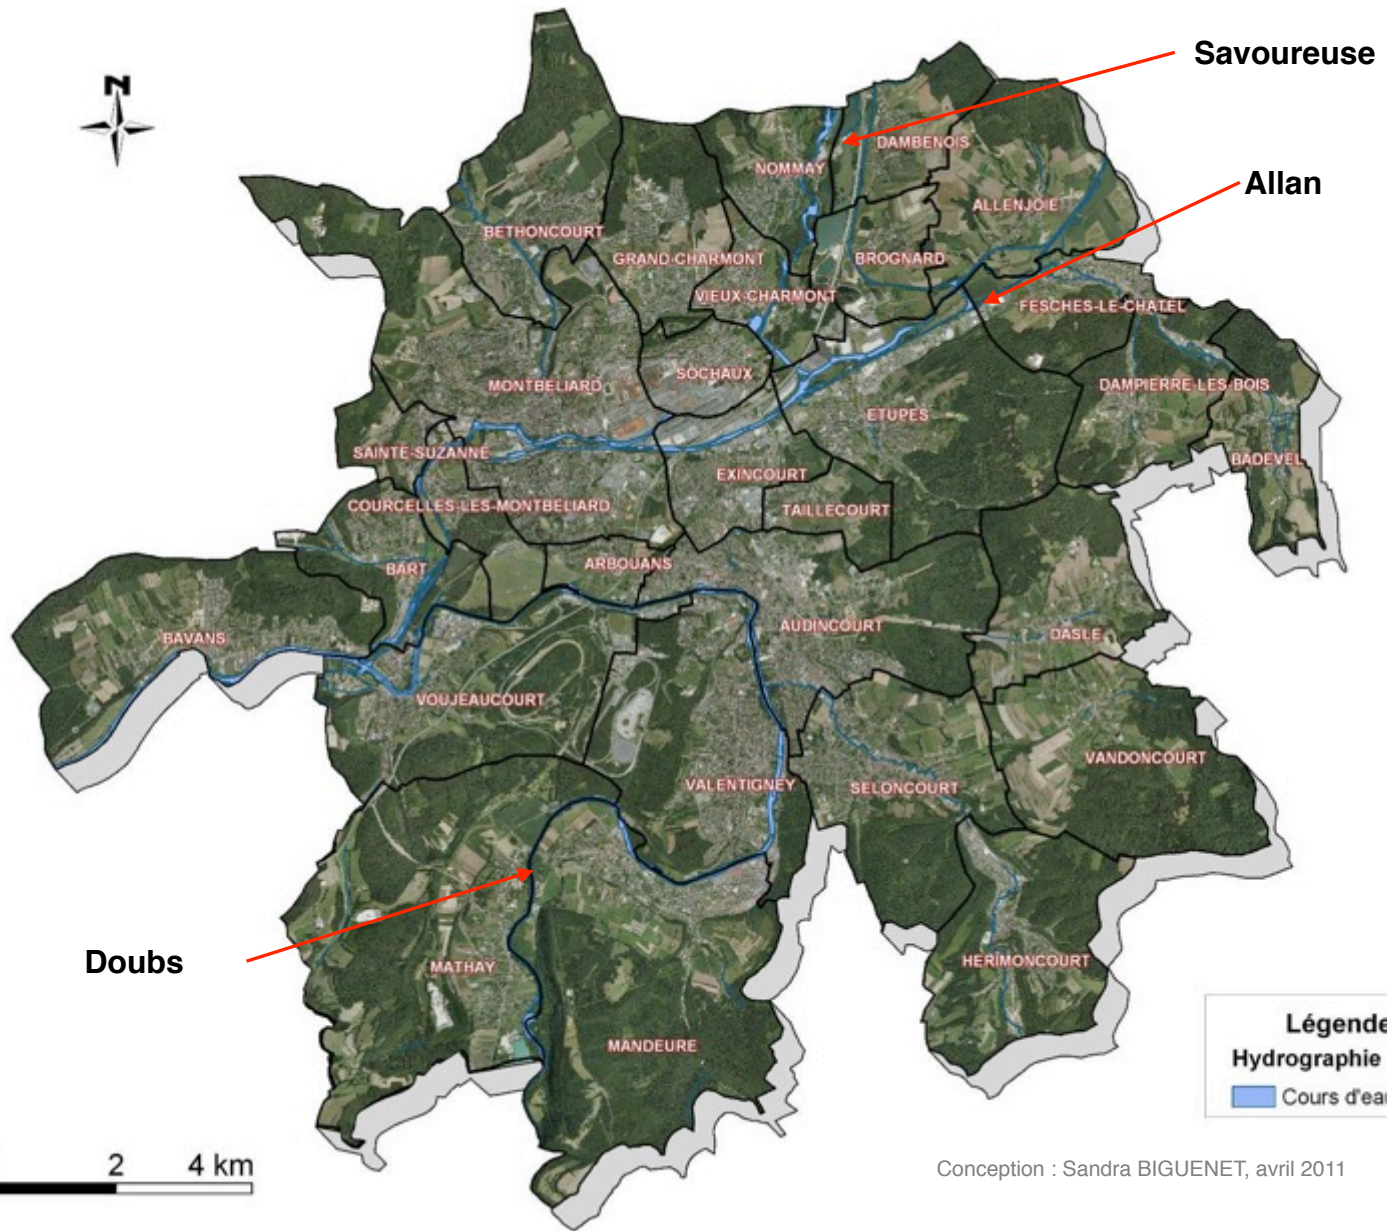 Savoureuse
N
DAMBENOIS
NOMMAY
Allan
ALLENJOIE
BETHONCOURT
GRAND-CHARMONT
BROGNARD
VIEUX-CHARMONT
FESCHES-LE-CHATEL
SOCHAUX
MONTBELIARD
DAMPIERRE-LES-BOIS
ETUPES
SAINTE-SUZANNE
BADEVEL
EXINCOURT
COURCELLES-LES-MONTBELIARD
TAILLECOURT
ARBOUANS
BART
AUDINCOURT
BAVANS
DASLE
VOUJEAUCOURT
VANDONCOURT
VALENTIGNEY
SELONCOURT
Doubs
MATHAY
HERIMONCOURT
MANDEURE
Légende
Hydrographie
Cours d'eau
2 4 km
Conception : Sandra BIGUENET, avril 2011